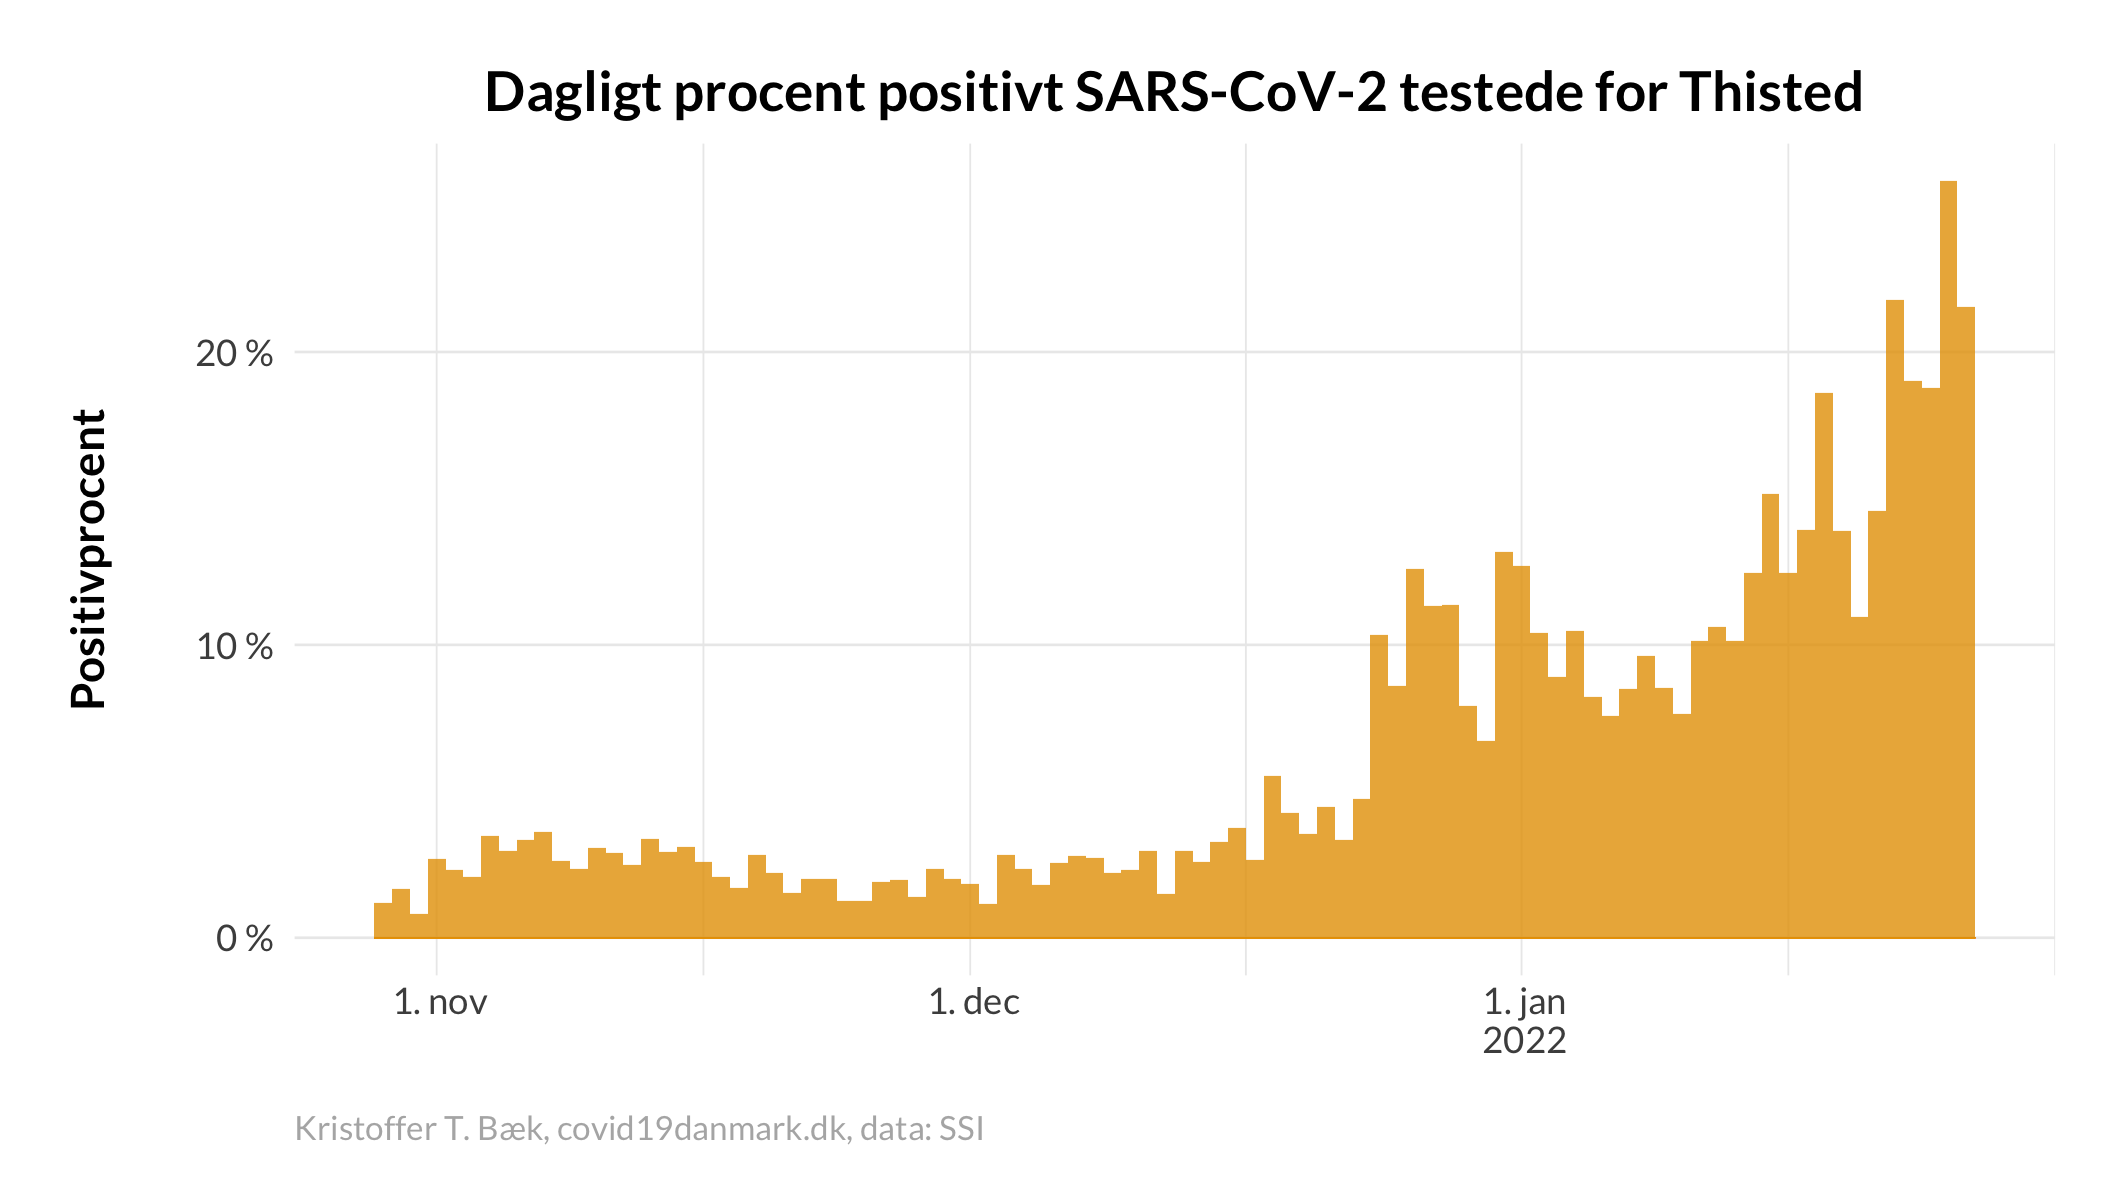 Dagligt procent positivt SARS-CoV-2 testede for Thisted
Positivprocent
20 %
10 %
0 %
1. nov
1. dec
1. jan
2022
Kristoffer T. Bæk, covid19danmark.dk, data: SSI